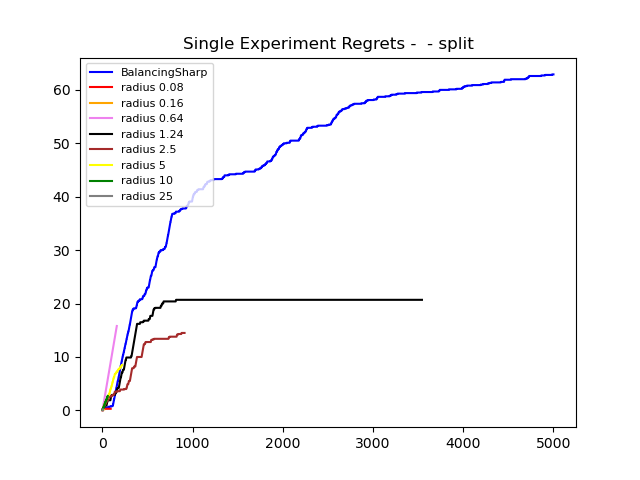 Single Experiment Regrets -  - split
BalancingSharp
radius 0.08
radius 0.16
radius 0.64
radius 1.24
radius 2.5
radius 5
radius 10
radius 25
60
50
40
30
20
10
0
0 1000 2000 3000 4000 5000